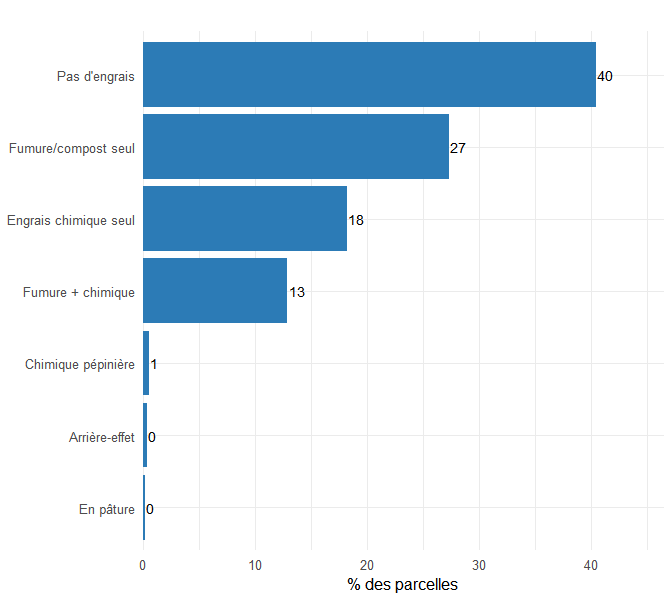 Pas d'engrais 40
Fumure/compost seul 27
Engrais chimique seul 18
Fumure + chimique 13
Chimique pépinière 1
Arrière-effet 0
En pâture 0
0 10 20 30 40
% des parcelles